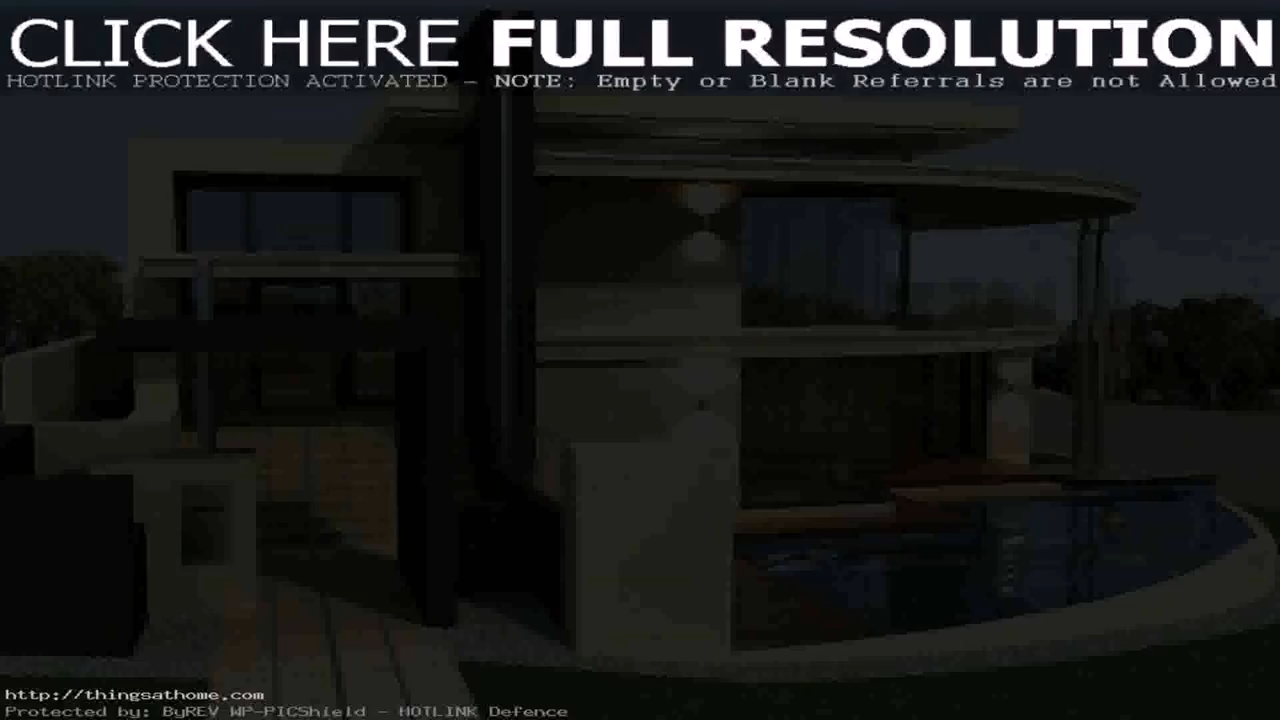 CLICK HERE FULL RESOLUTION
HOTLINK PROTECTION ACTIVATED – NOTE: Empty or Blank Referrals are not Allowed
http://thingsathome.com
Protected by: ByREV WP-PICShield – HOTLINK Defence